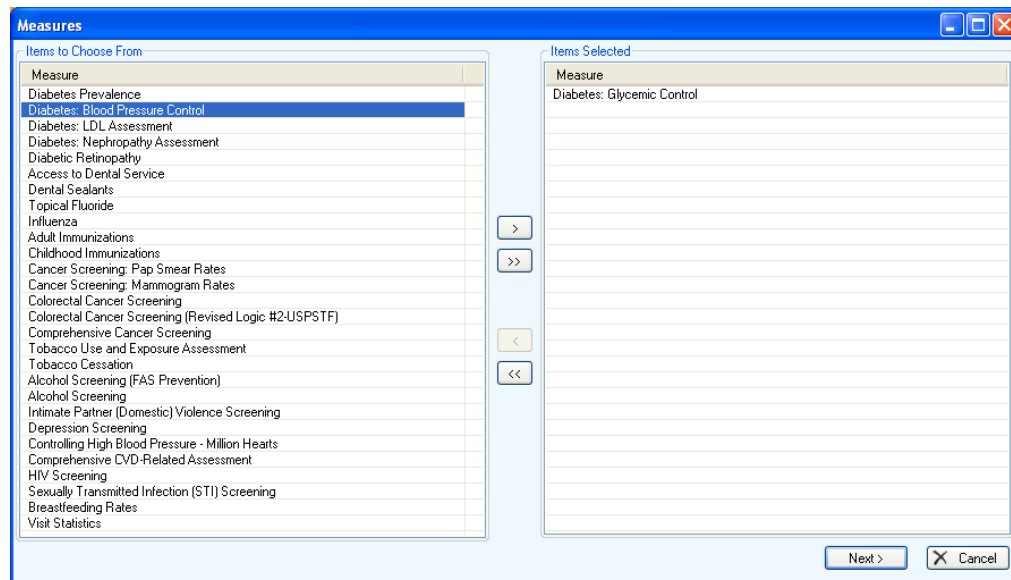 Measures
Items to Choose From
Measure
Diabetes Prevalence
Diabetes: Blood Pressure Control
Diabetes: LDL Assessment
Diabetes: Nephropathy Assessment
Diabetic Retinopathy
Access to Dental Service
Dental Sealants
Topical Fluoride
Influenza
Adult Immunizations
Childhood Immunizations
Cancer Screening: Pap Smear Rates
Cancer Screening: Mammogram Rates
Colorectal Cancer Screening
Colorectal Cancer Screening (Revised Logic #2-USPSTF)
Comprehensive Cancer Screening
Tobacco Use and Exposure Assessment
Tobacco Cessation
Alcohol Screening (FAS Prevention)
Alcohol Screening
Intimate Partner (Domestic) Violence Screening
Depression Screening
Controlling High Blood Pressure - Million Hearts
Comprehensive CVD-Related Assessment
HIV Screening
Sexually Transmitted Infection (STI) Screening
Breastfeeding Rates
Visit Statistics
>
>>
<
<<
Items Selected
Measure
Diabetes: Glycemic Control
Next >
Cancel